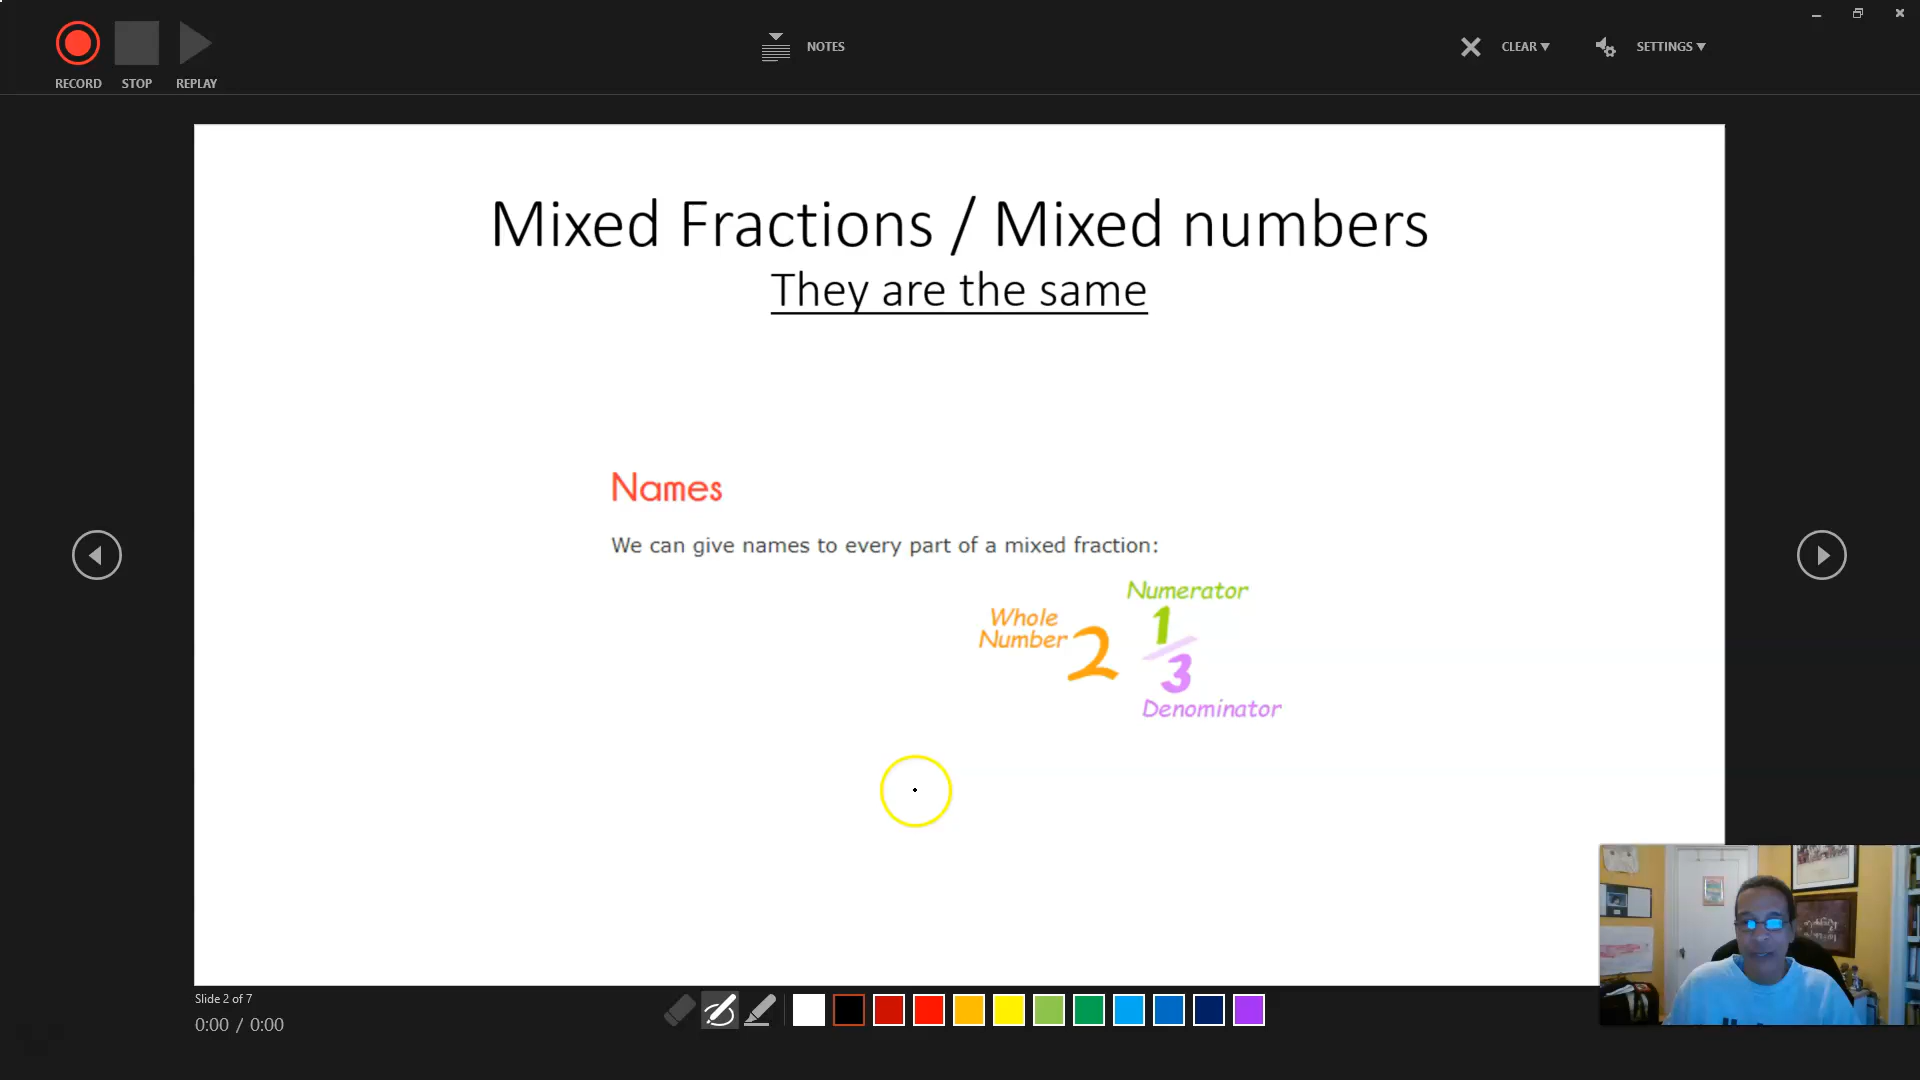 RECORD
STOP
REPLAY
NOTES
CLEAR
SETTINGS
Mixed Fractions / Mixed numbers
They are the same
Names
We can give names to every part of a mixed fraction:
Numerator
Whole
Number
2 1/3
Denominator
Slide 2 of 7
0:00 / 0:00